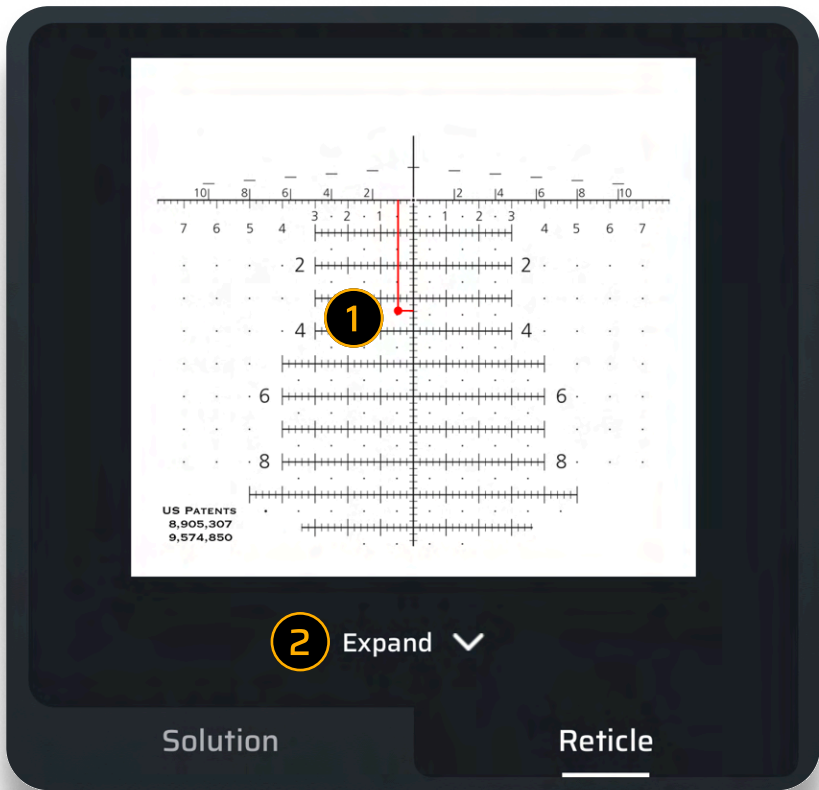 10| 8| 6| 4| 2| |2 |4 |6 |8 |10
3 2 1 1 2 3
7 6 5 4 4 5 6 7
2 2
1
4 4
6 6
8 8
US PATENTS
8,905,307
9,574,850
2 Expand
Solution Reticle